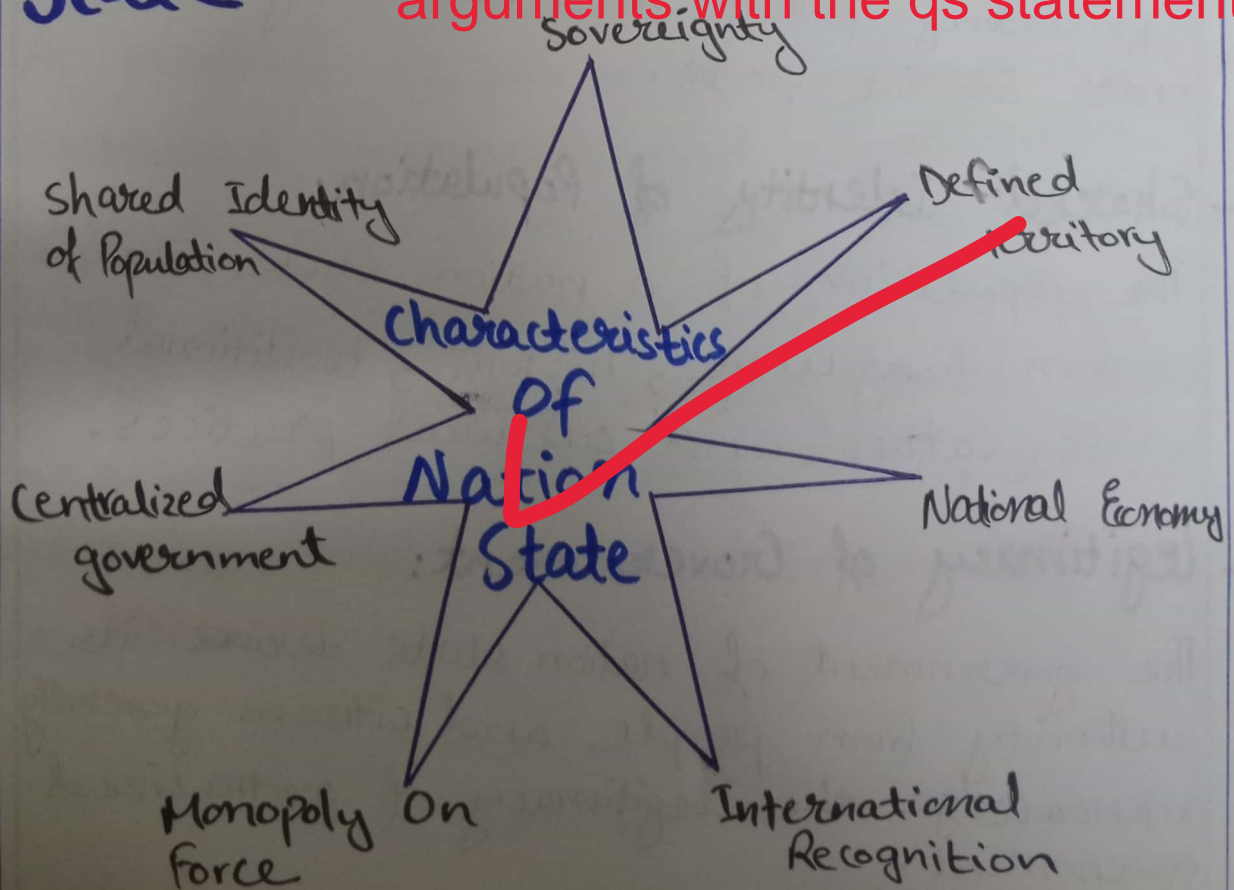 arguments with the qs statement
Sovereignty
Defined
territory
National Economy
International
Recognition
Monopoly On
Force
Centralized
government
Shared Identity
of Population
Characteristics
Of
Nation
State